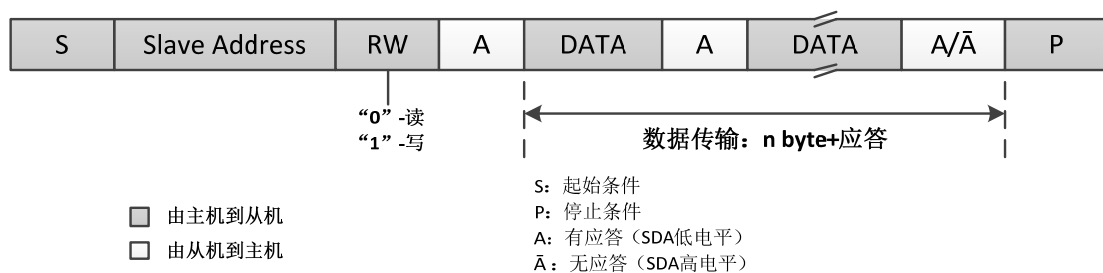 S Slave Address RW A DATA A DATA A/Ā P
“0” -读
“1” -写
数据传输：n byte+应答
S：起始条件
P：停止条件
A：有应答（SDA低电平）
Ā：无应答（SDA高电平）
由主机到从机
由从机到主机